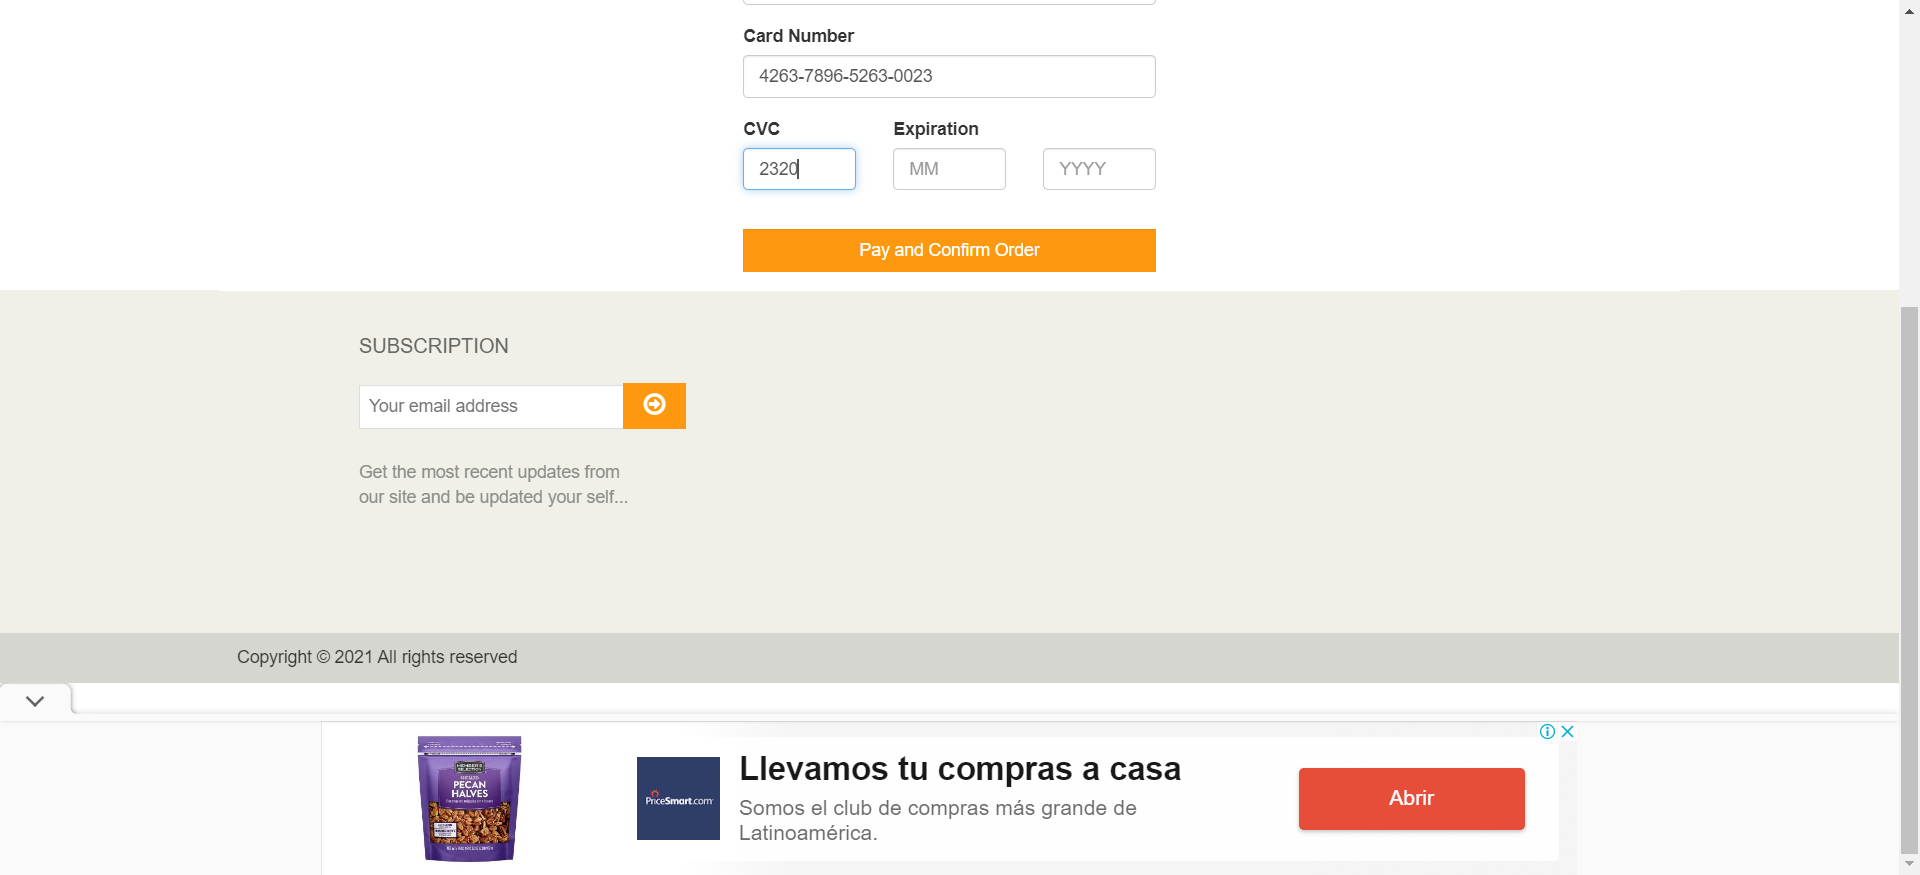 Card Number
4263-7896-5263-0023
CVC
Expiration
2320
MM
YYYY
Pay and Confirm Order
SUBSCRIPTION
Your email address
Get the most recent updates from
our site and be updated your self...
Copyright © 2021 All rights reserved
MEMBER'S
SELECTION
PECAN
HALVES
PriceSmart.com
Llevamos tu compras a casa
Somos el club de compras más grande de
Latinoamérica.
Abrir